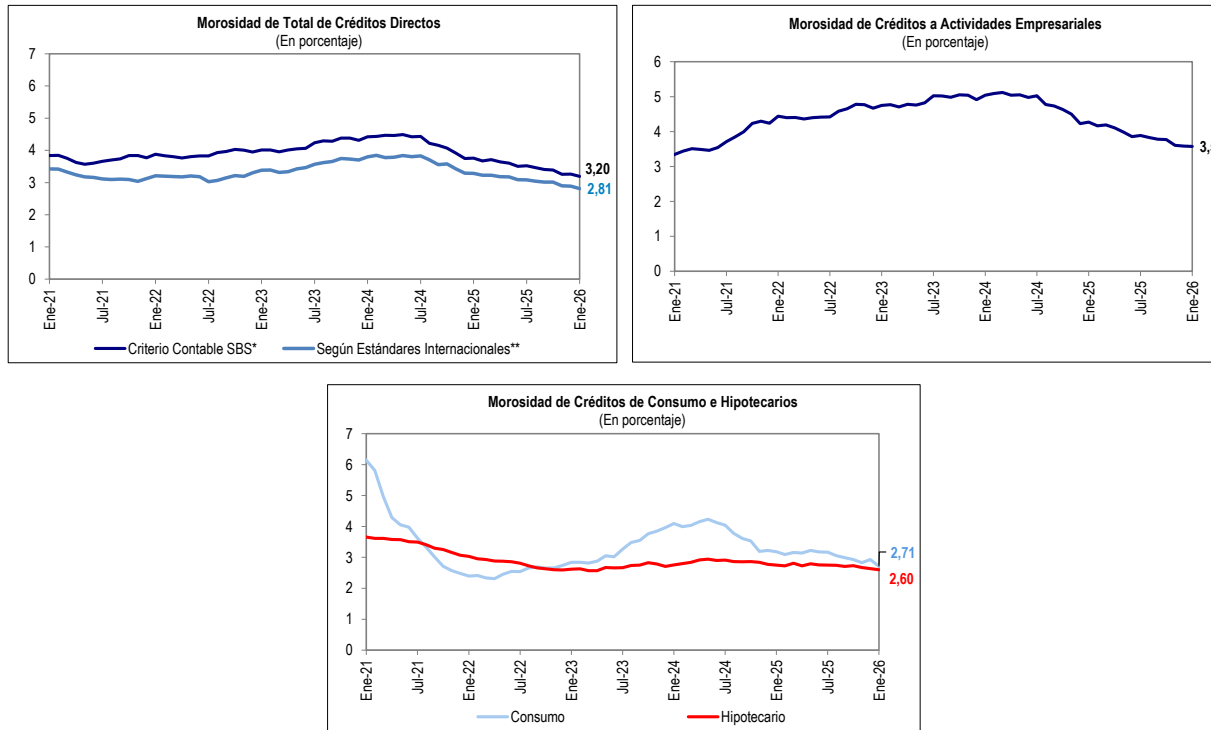 Morosidad de Total de Créditos Directos
(En porcentaje)
7
6
5
4
3
2
1
0
3,20
2,81
Ene-21
Jul-21
Ene-22
Jul-22
Ene-23
Jul-23
Ene-24
Jul-24
Ene-25
Jul-25
Ene-26
Criterio Contable SBS*
Según Estándares Internacionales**
Morosidad de Créditos a Actividades Empresariales
(En porcentaje)
6
5
4
3
2
1
0
Ene-21
Jul-21
Ene-22
Jul-22
Ene-23
Jul-23
Ene-24
Jul-24
Ene-25
Jul-25
Ene-26
Morosidad de Créditos de Consumo e Hipotecarios
(En porcentaje)
7
6
5
4
3
2
1
0
2,71
2,60
Ene-21
Jul-21
Ene-22
Jul-22
Ene-23
Jul-23
Ene-24
Jul-24
Ene-25
Jul-25
Ene-26
Consumo
Hipotecario